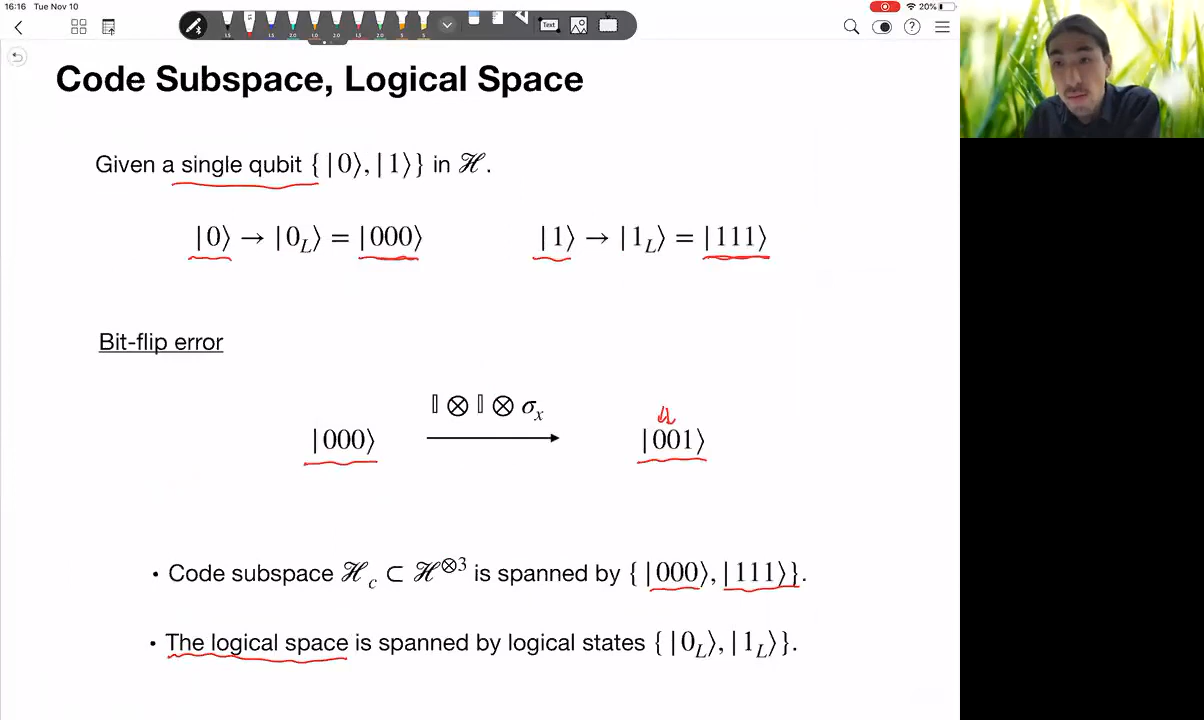 16:16 Tue Nov 10
20%
Text
Code Subspace, Logical Space
Given a single qubit {|0⟩, |1⟩} in ℋ.
|0⟩ → |0_L⟩ = |000⟩ |1⟩ → |1_L⟩ = |111⟩
Bit-flip error
𝕀 ⊗ 𝕀 ⊗ σ_x
|000⟩ ⟶ |001⟩
• Code subspace ℋ_c ⊂ ℋ^⊗3 is spanned by {|000⟩, |111⟩}.
• The logical space is spanned by logical states {|0_L⟩, |1_L⟩}.